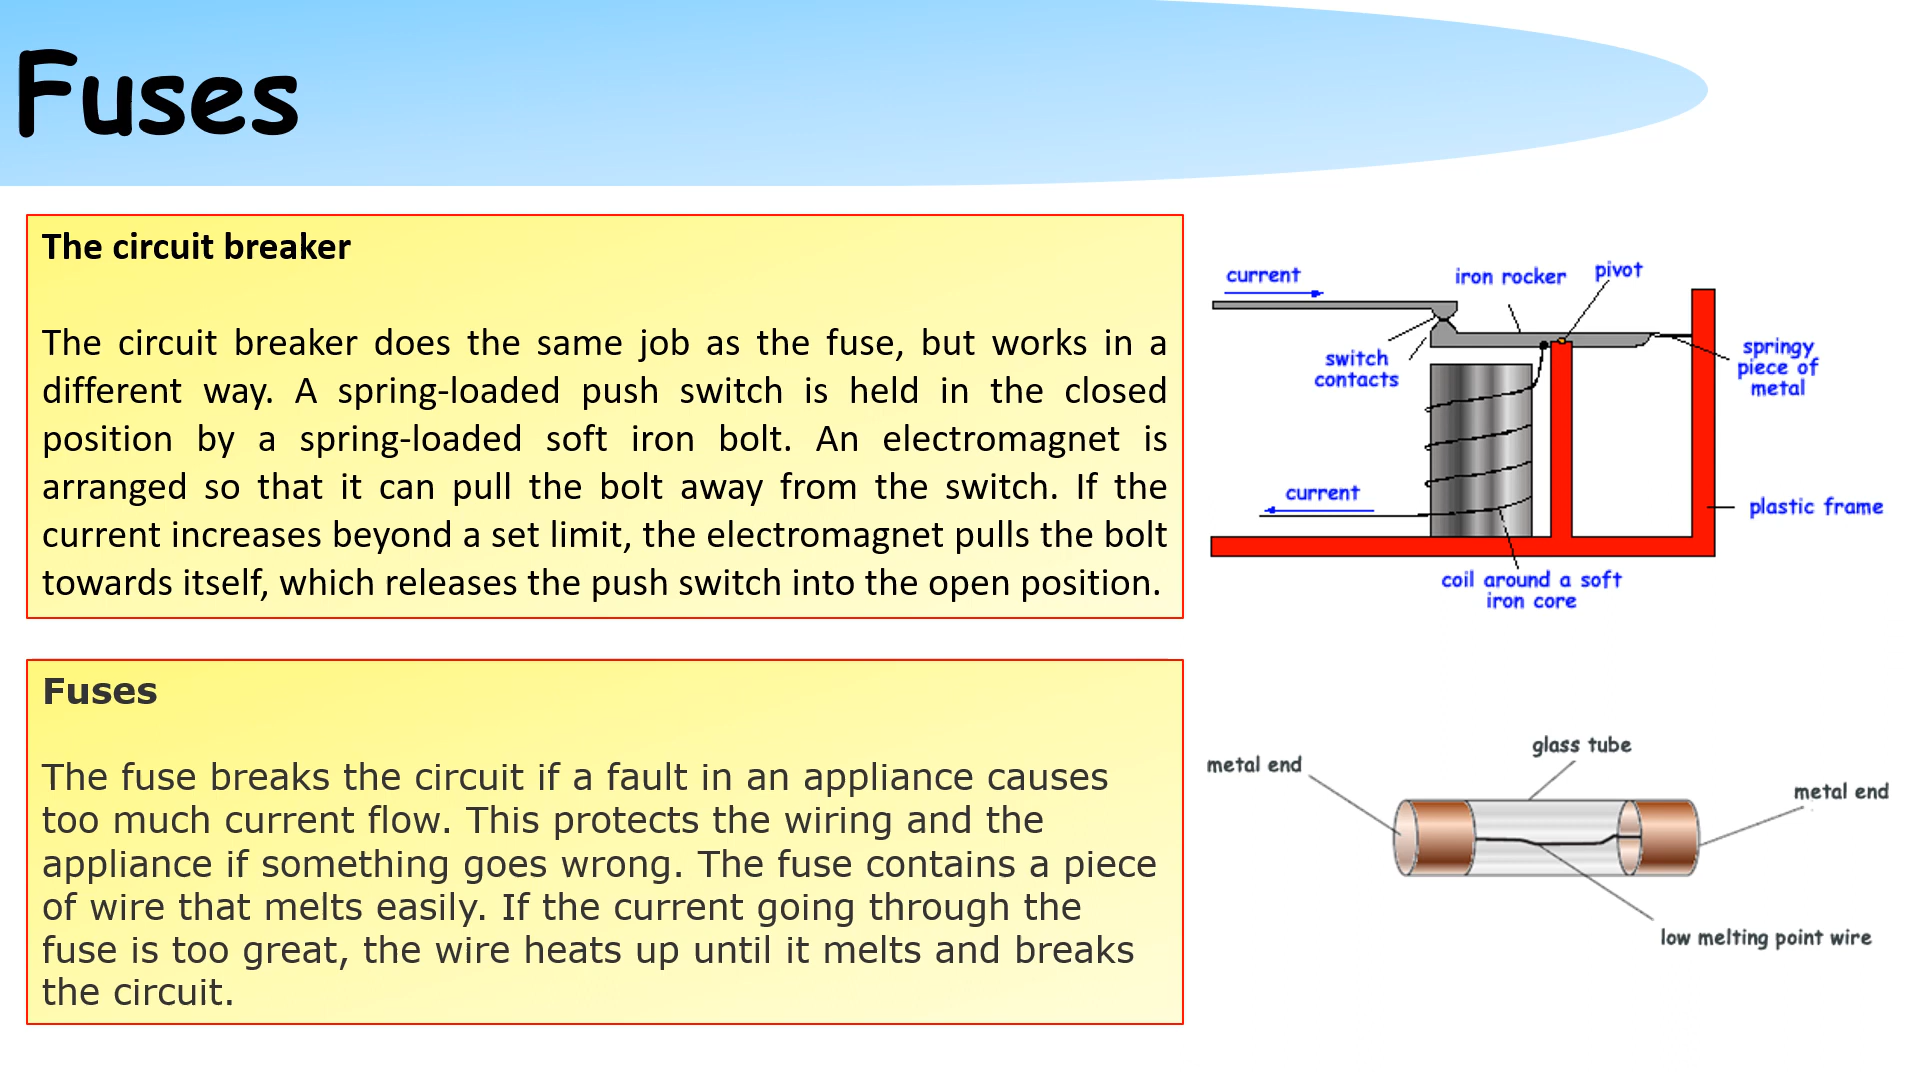 Fuses
The circuit breaker
The circuit breaker does the same job as the fuse, but works in a
different way. A spring-loaded push switch is held in the closed
position by a spring-loaded soft iron bolt. An electromagnet is
arranged so that it can pull the bolt away from the switch. If the
current increases beyond a set limit, the electromagnet pulls the bolt
towards itself, which releases the push switch into the open position.
current
iron rocker
pivot
switch
contacts
springy
piece of
metal
current
plastic frame
coil around a soft
iron core
Fuses
The fuse breaks the circuit if a fault in an appliance causes
too much current flow. This protects the wiring and the
appliance if something goes wrong. The fuse contains a piece
of wire that melts easily. If the current going through the
fuse is too great, the wire heats up until it melts and breaks
the circuit.
glass tube
metal end
metal end
low melting point wire